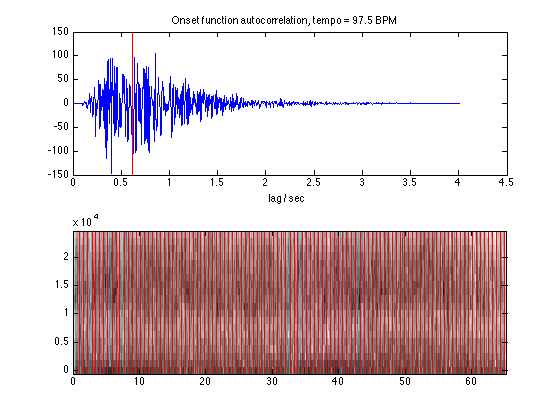 Onset function autocorrelation, tempo = 97.5 BPM
150
100
50
0
-50
-100
-150
0 0.5 1 1.5 2 2.5 3 3.5 4 4.5
lag / sec
x 10^4
2
1.5
1
0.5
0
0 10 20 30 40 50 60